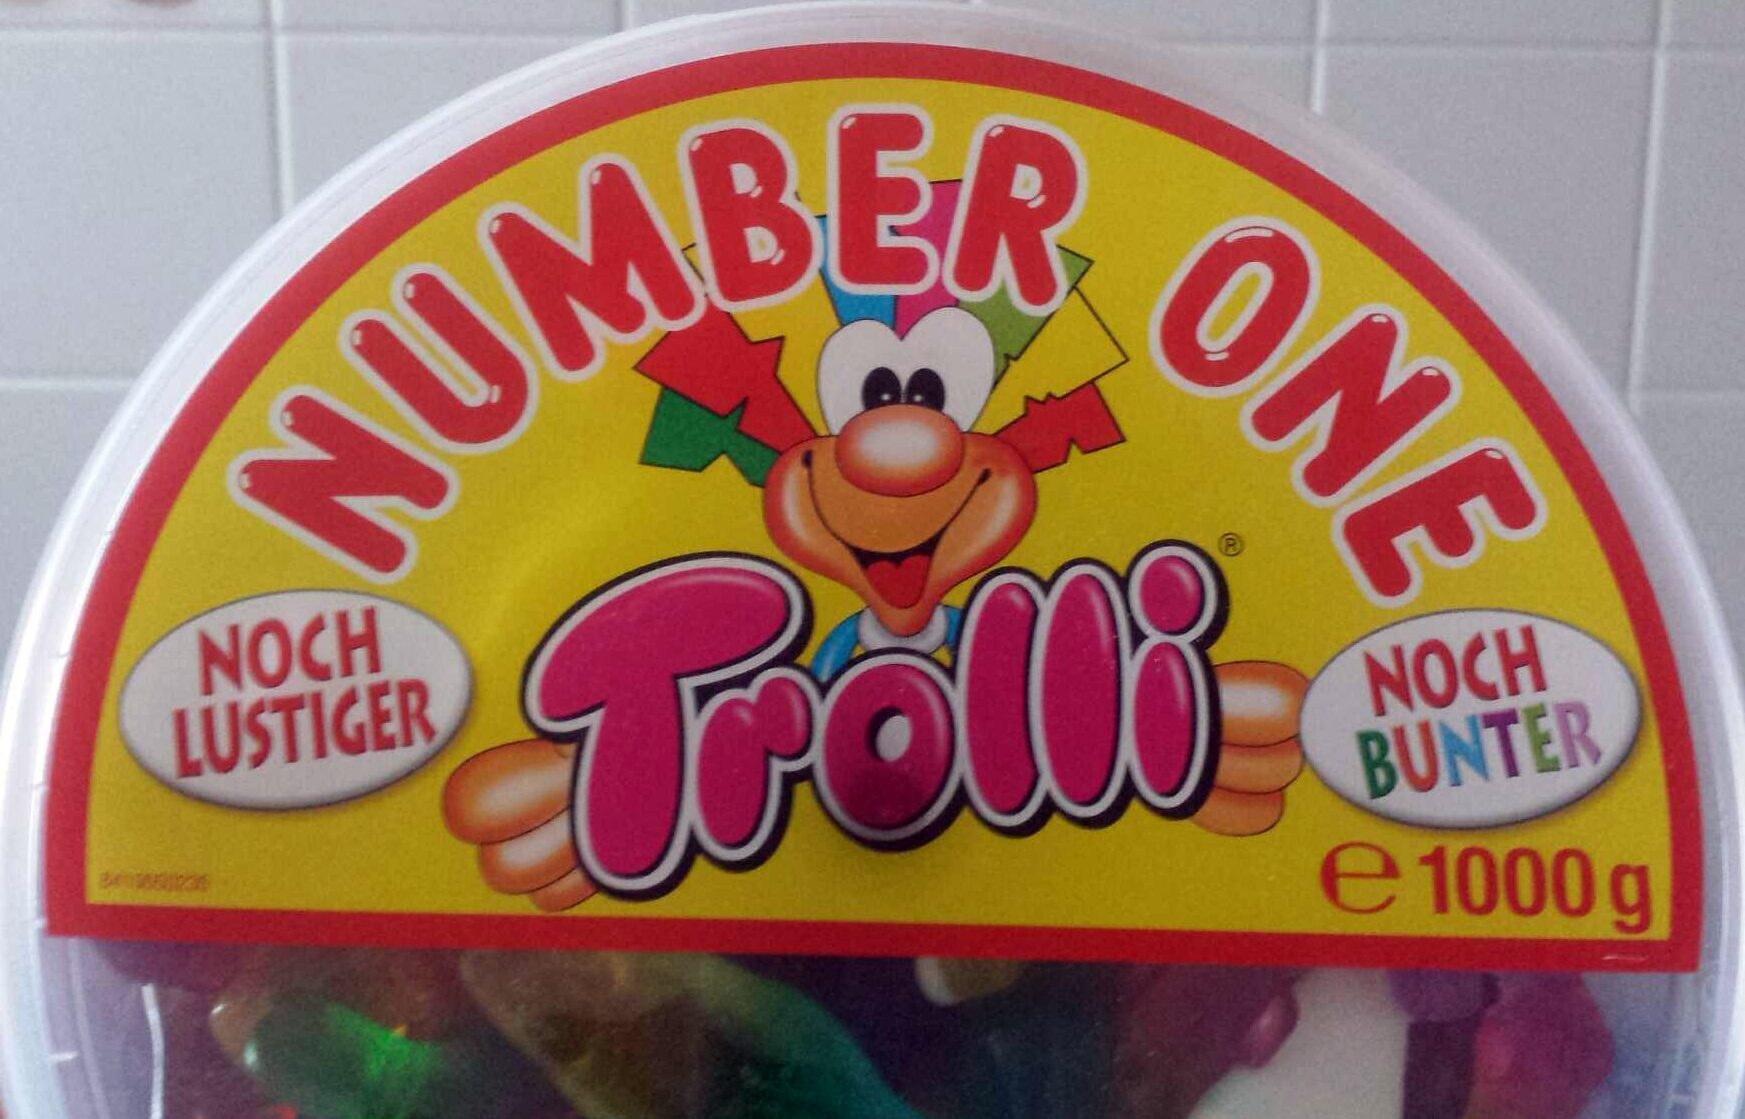 NUMBER ONE
Trolli®
NOCH
LUSTIGER
NOCH
BUNTER
e 1000 g